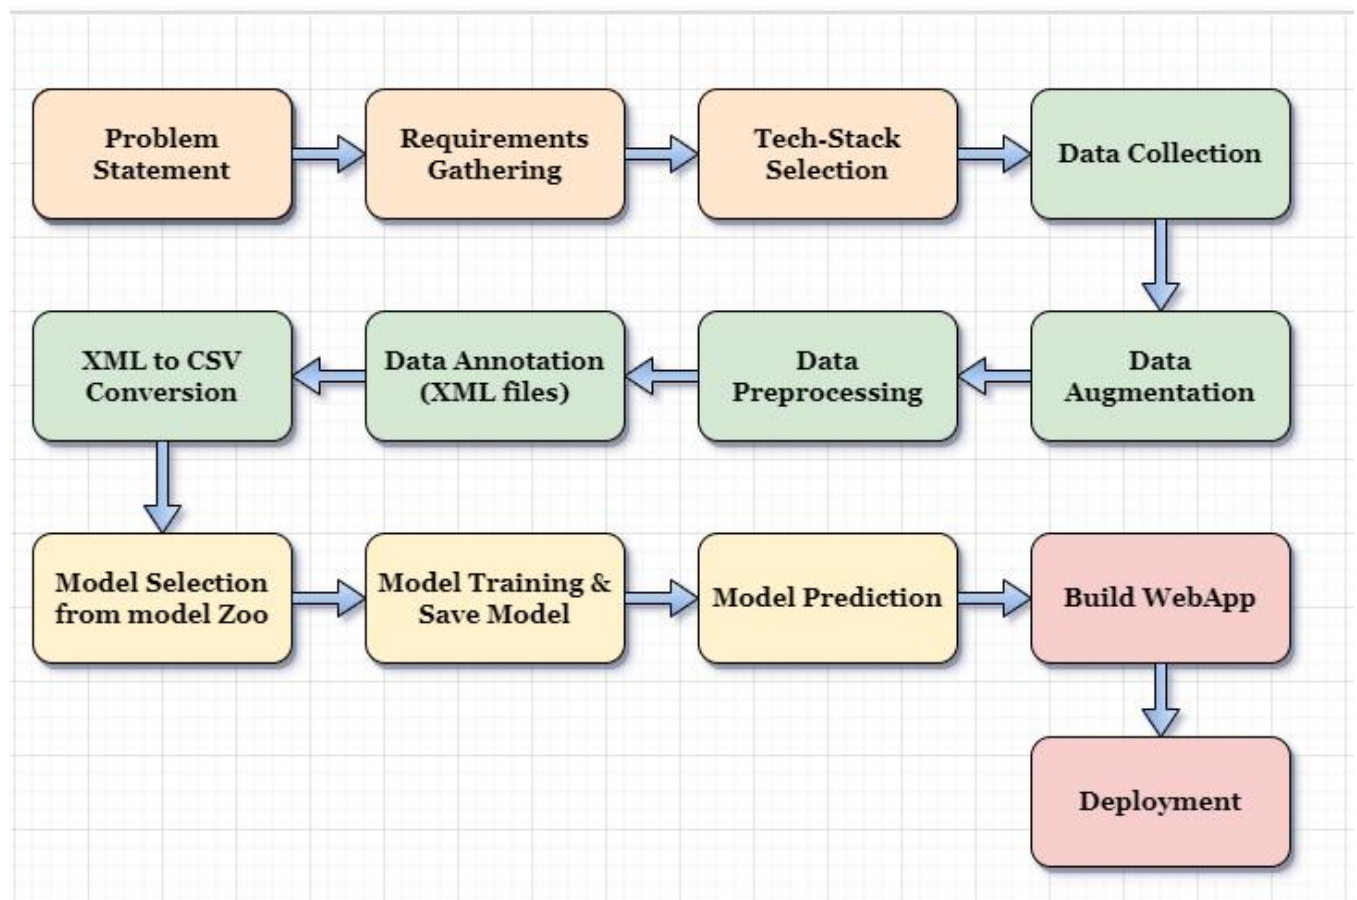 Problem
Statement
Requirements
Gathering
Tech-Stack
Selection
Data Collection
Data
Augmentation
Data
Preprocessing
Data Annotation
(XML files)
XML to CSV
Conversion
Model Selection
from model Zoo
Model Training &
Save Model
Model Prediction
Build WebApp
Deployment